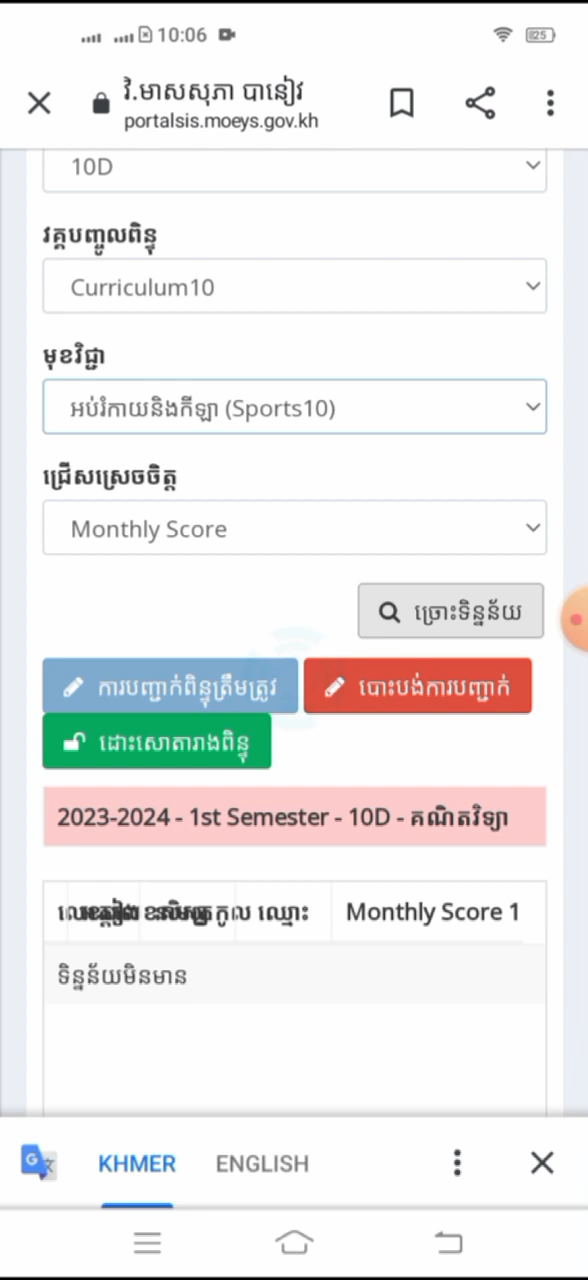 10:06
25
វិ.មាសសុភា បានៀវ
portalsis.moeys.gov.kh
10D
វគ្គបញ្ចូលពិន្ទុ
Curriculum10
មុខវិជ្ជា
អប់រំកាយនិងកីឡា (Sports10)
ជ្រើសស្រេចចិត្ត
Monthly Score
ច្រោះទិន្នន័យ
ការបញ្ជាក់ពិន្ទុត្រឹមត្រូវ
បោះបង់ការបញ្ជាក់
ដោះសោតារាងពិន្ទុ
2023-2024 - 1st Semester - 10D - គណិតវិទ្យា
ឈ្មោះ Monthly Score 1
ទិន្នន័យមិនមាន
KHMER ENGLISH